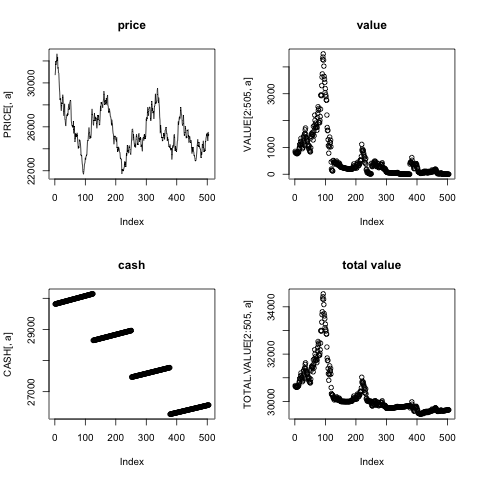 price
PRICE[, a]
22000 26000 30000
0 100 200 300 400 500
Index
value
VALUE[2:505, a]
0 1000 3000
0 100 200 300 400 500
Index
cash
CASH[, a]
27000 29000
0 100 200 300 400 500
Index
total value
TOTAL.VALUE[2:505, a]
30000 32000 34000
0 100 200 300 400 500
Index